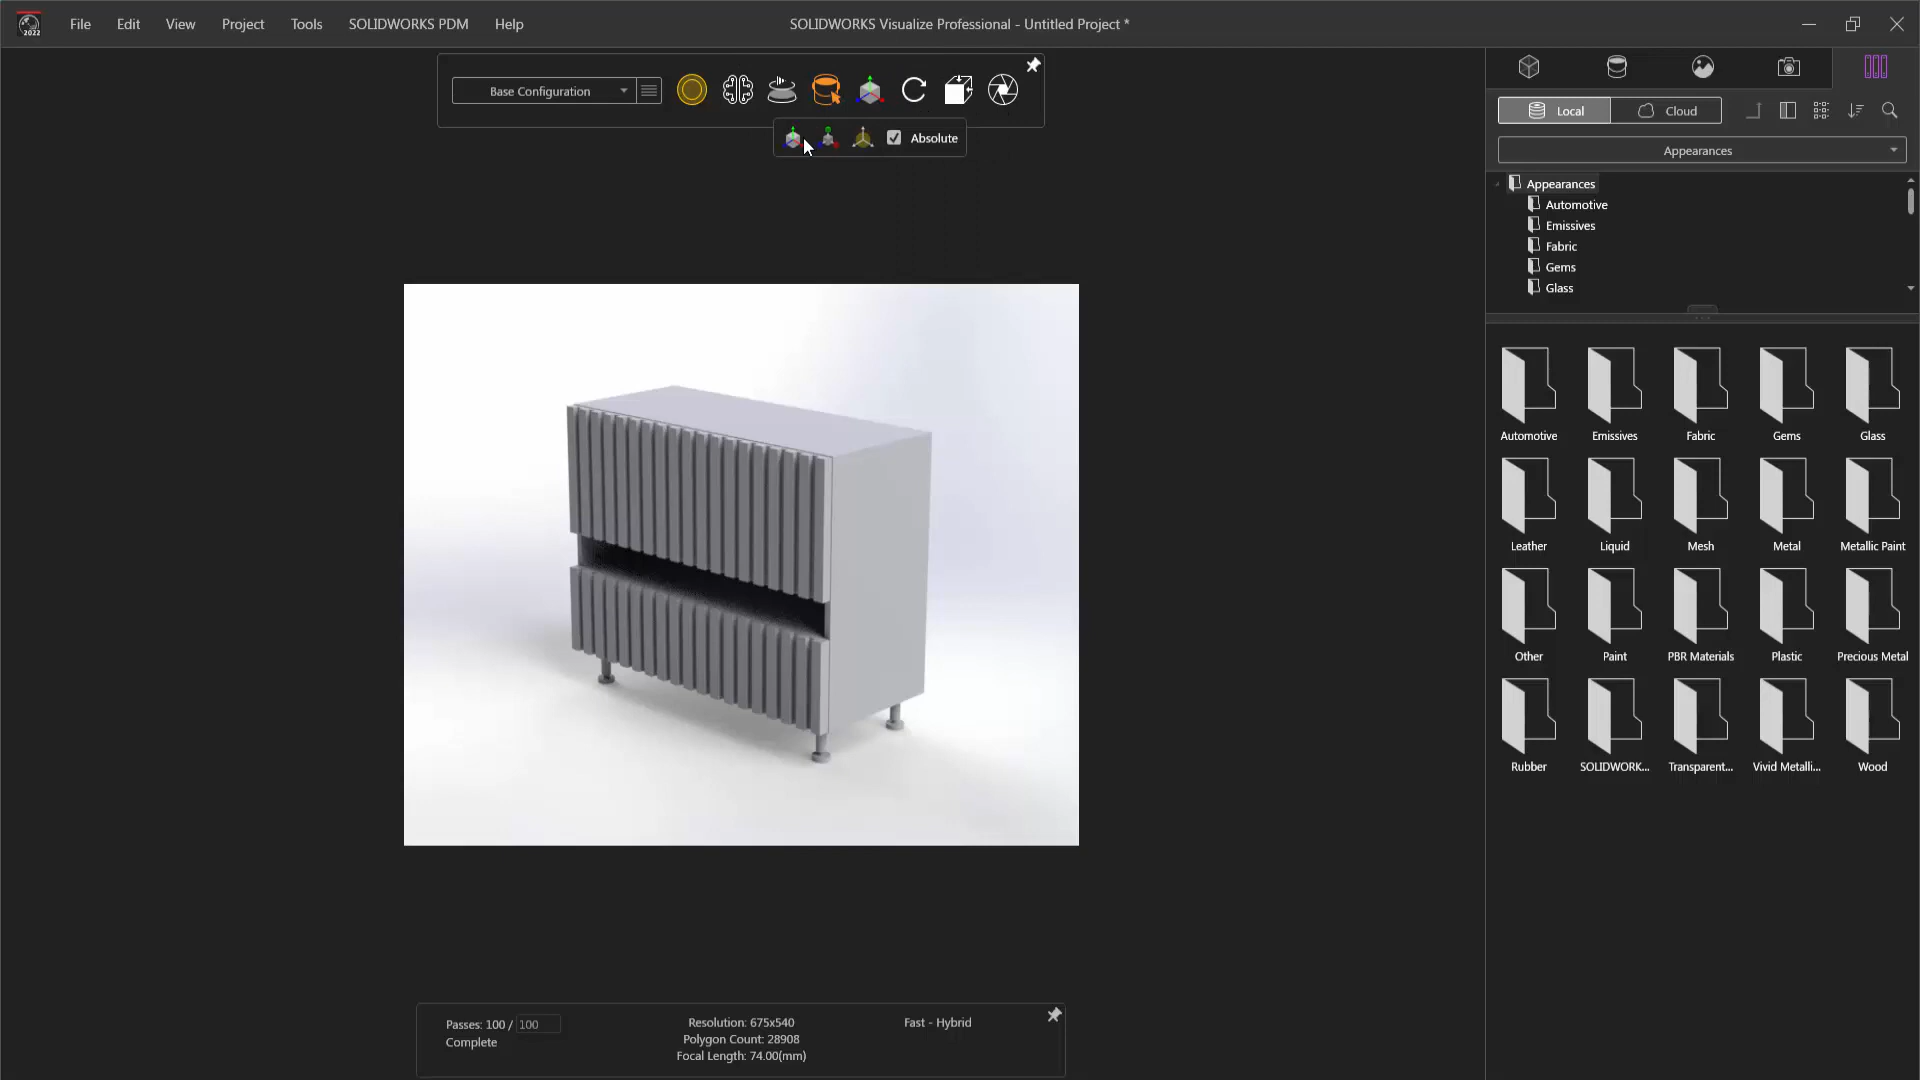 2022
File Edit View Project Tools SOLIDWORKS PDM Help
SOLIDWORKS Visualize Professional - Untitled Project *
Base Configuration
Absolute
Local Cloud
Appearances
Appearances
Automotive
Emissives
Fabric
Gems
Glass
Automotive Emissives Fabric Gems Glass
Leather Liquid Mesh Metal Metallic Paint
Other Paint PBR Materials Plastic Precious Metal
Rubber SOLIDWORK... Transparent... Vivid Metalli... Wood
Passes: 100 / 100
Complete
Resolution: 675x540
Polygon Count: 28908
Focal Length: 74.00(mm)
Fast - Hybrid